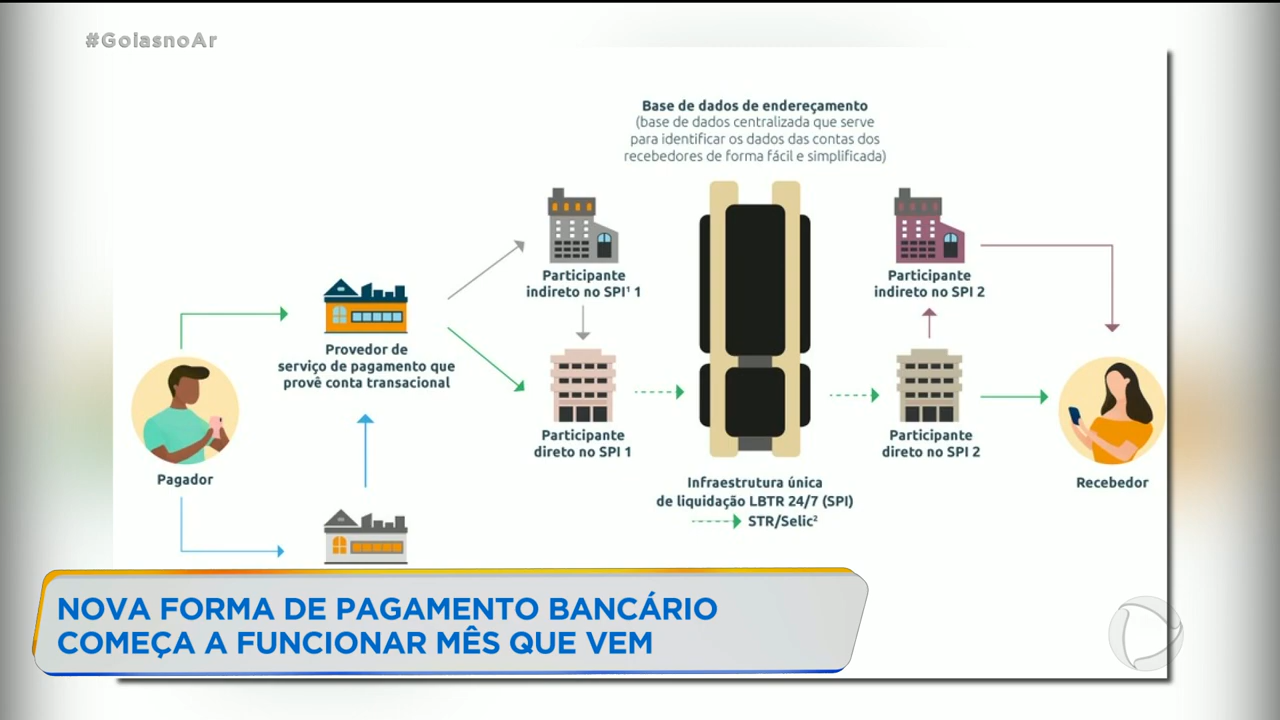 #GoiasnoAr
Base de dados de endereçamento
(base de dados centralizada que serve
para identificar os dados das contas dos
recebedores de forma fácil e simplificada)
Participante
indireto no SPI¹ 1
Participante
indireto no SPI 2
Provedor de
serviço de pagamento que
provê conta transacional
Participante
direto no SPI 1
Participante
direto no SPI 2
Pagador
Recebedor
Infraestrutura única
de liquidação LBTR 24/7 (SPI)
STR/Selic²
NOVA FORMA DE PAGAMENTO BANCÁRIO
COMEÇA A FUNCIONAR MÊS QUE VEM